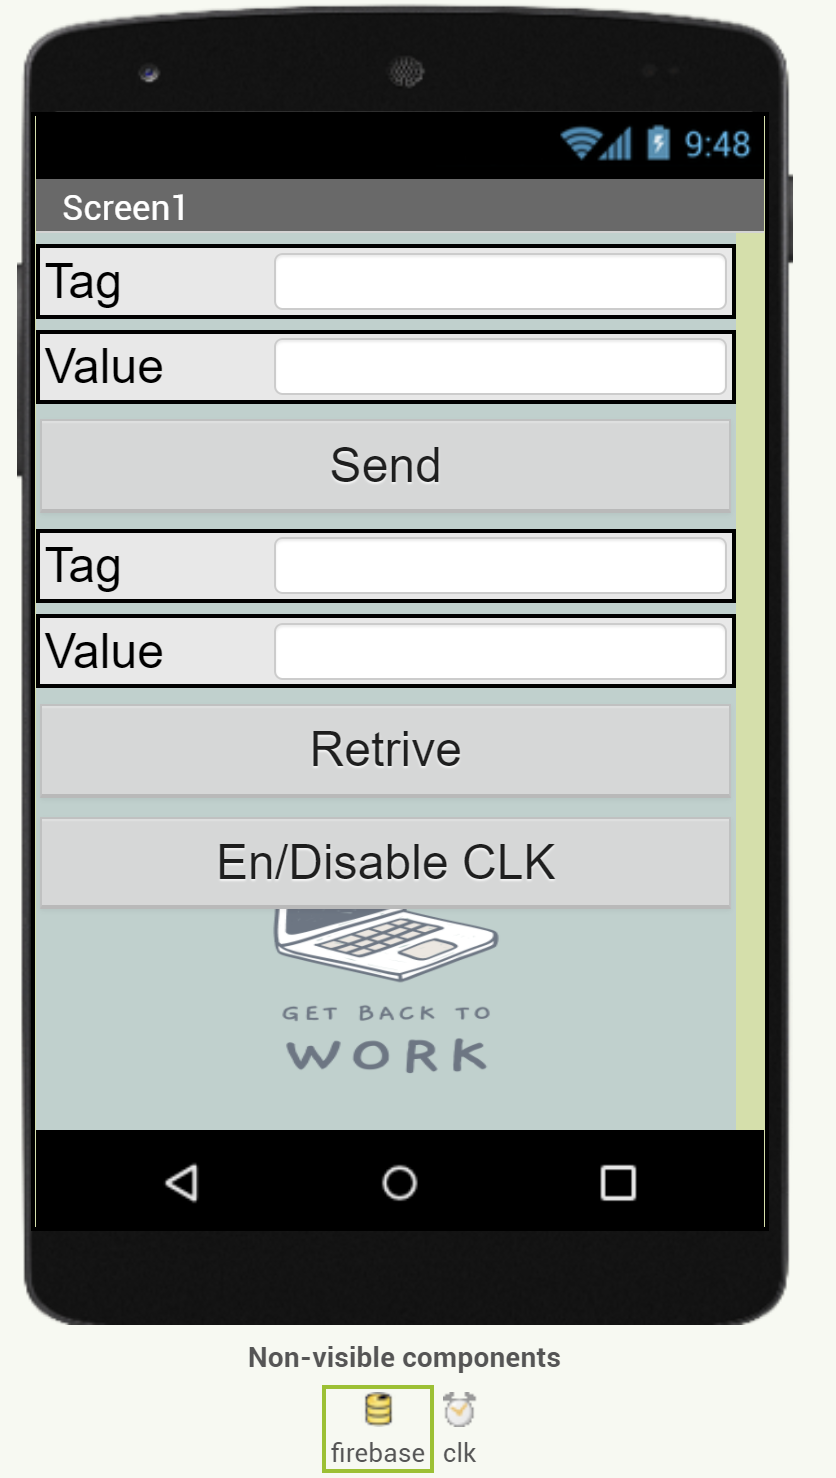 9:48
Screen1
Tag
Value
Send
Tag
Value
Retrive
En/Disable CLK
GET BACK TO
WORK
Non-visible components
firebase clk